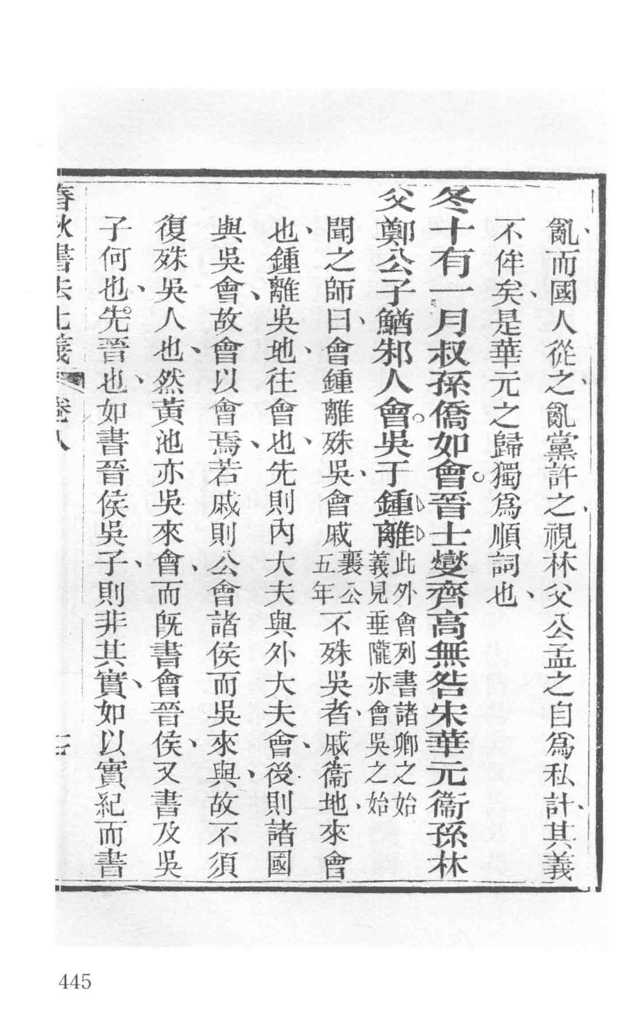 亂而國人從之亂黨許之視林父公孟之自爲私計其義
不侔矣是華元之歸獨爲順詞也
冬十有一月叔孫僑如會晉士燮齊高無咎宋華元衞孫林
父鄭公子鰌邾人會吳于鍾離
此外會列書諸卿之始
義見垂隴亦會吳之始
聞之師曰會鍾離殊吳會戚
襄公
五年
不殊吳者戚衞地來會
也鍾離吳地往會也先則內大夫與外大夫會後則諸國
與吳會故會以會焉若戚則公會諸侯而吳來與故不須
復殊吳人也然黃池亦吳來會而旣書會晉侯又書及吳
子何也先晉也如書晉侯吳子則非其實如以實紀而書
春秋書法比義
卷八
七
445